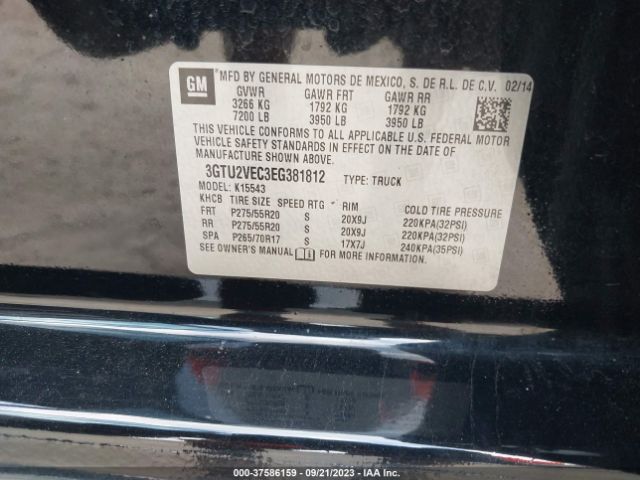 GM
*MFD BY GENERAL MOTORS DE MEXICO, S. DE R.L. DE C.V. 02/14
GVWR GAWR FRT GAWR RR
3266 KG 1792 KG 1792 KG
7200 LB 3950 LB 3950 LB
THIS VEHICLE CONFORMS TO ALL APPLICABLE U.S. FEDERAL MOTOR
VEHICLE SAFETY STANDARDS IN EFFECT ON THE DATE OF
MANUFACTURE SHOWN ABOVE.
3GTU2VEC3EG381812 TYPE: TRUCK
MODEL: K15543
KHCB TIRE SIZE SPEED RTG * RIM COLD TIRE PRESSURE
FRT P275/55R20 S 20X9J 220KPA(32PSI)
RR P275/55R20 S 20X9J 220KPA(32PSI)
SPA P265/70R17 S 17X7J 240KPA(35PSI)
SEE OWNER'S MANUAL FOR MORE INFORMATION.
000-37586159 - 09/21/2023 - IAA Inc.